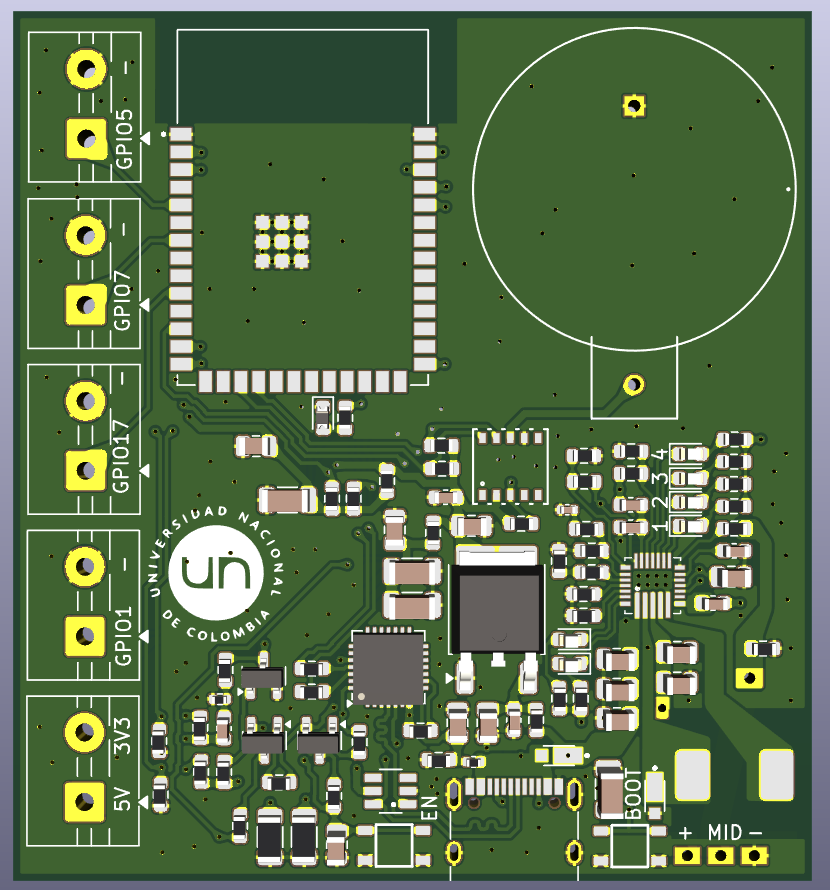 GPIO5
-
GPIO7
-
GPIO17
-
4
3
2
1
UNIVERSIDAD NACIONAL
un
DE COLOMBIA
GPIO1
-
3V3
5V
EN
BOOT
+ MID -